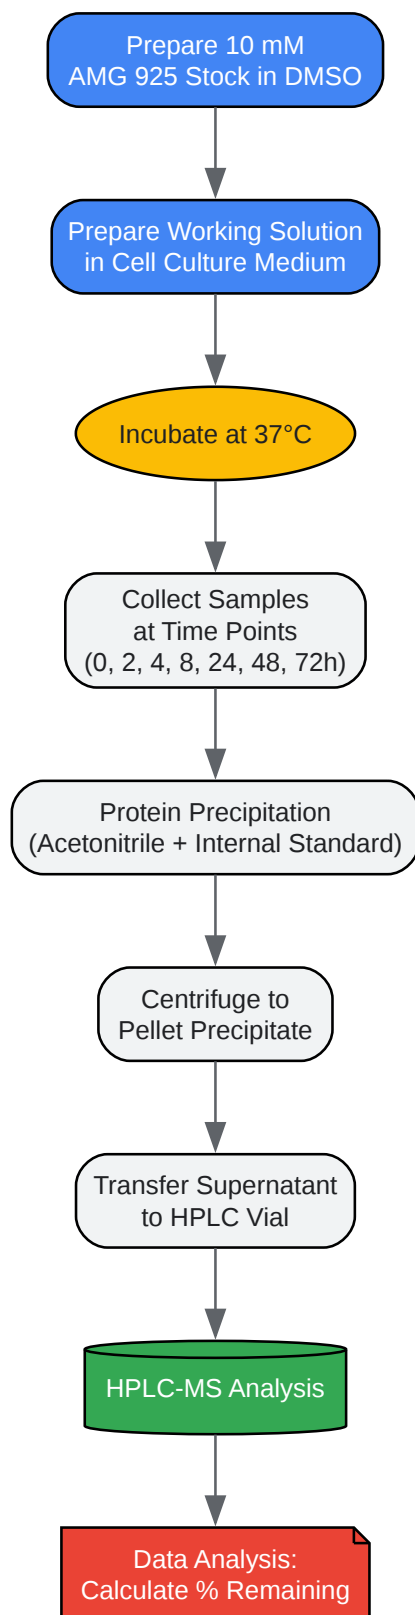 Prepare 10 mM
AMG 925 Stock in DMSO
Prepare Working Solution
in Cell Culture Medium
Incubate at 37°C
Collect Samples
at Time Points
(0, 2, 4, 8, 24, 48, 72h)
Protein Precipitation
(Acetonitrile + Internal Standard)
Centrifuge to
Pellet Precipitate
Transfer Supernatant
to HPLC Vial
HPLC-MS Analysis
Data Analysis:
Calculate % Remaining